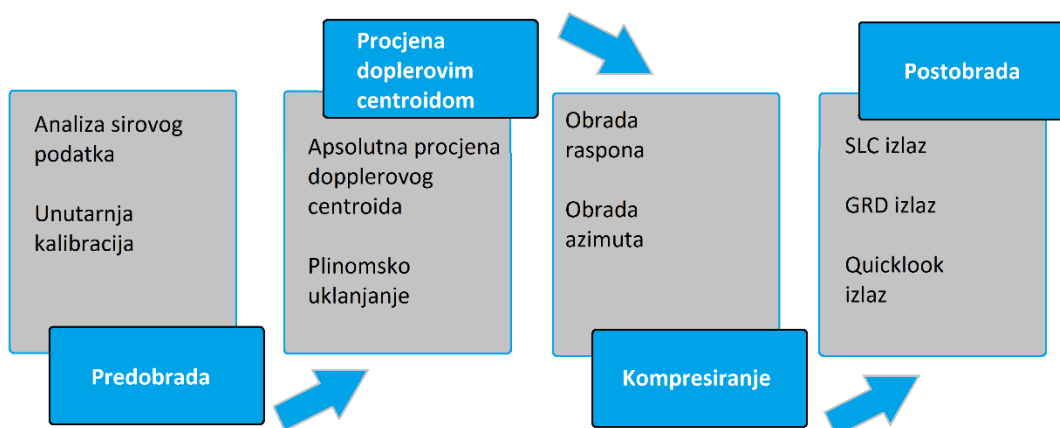 Analiza sirovog
podatka
Unutarnja
kalibracija
Predobrada
Procjena
doplerovim
centroidom
Apsolutna procjena
dopplerovog
centroida
Plinomsko
uklanjanje
Obrada
raspona
Obrada
azimuta
Kompresiranje
Postobrada
SLC izlaz
GRD izlaz
Quicklook
izlaz